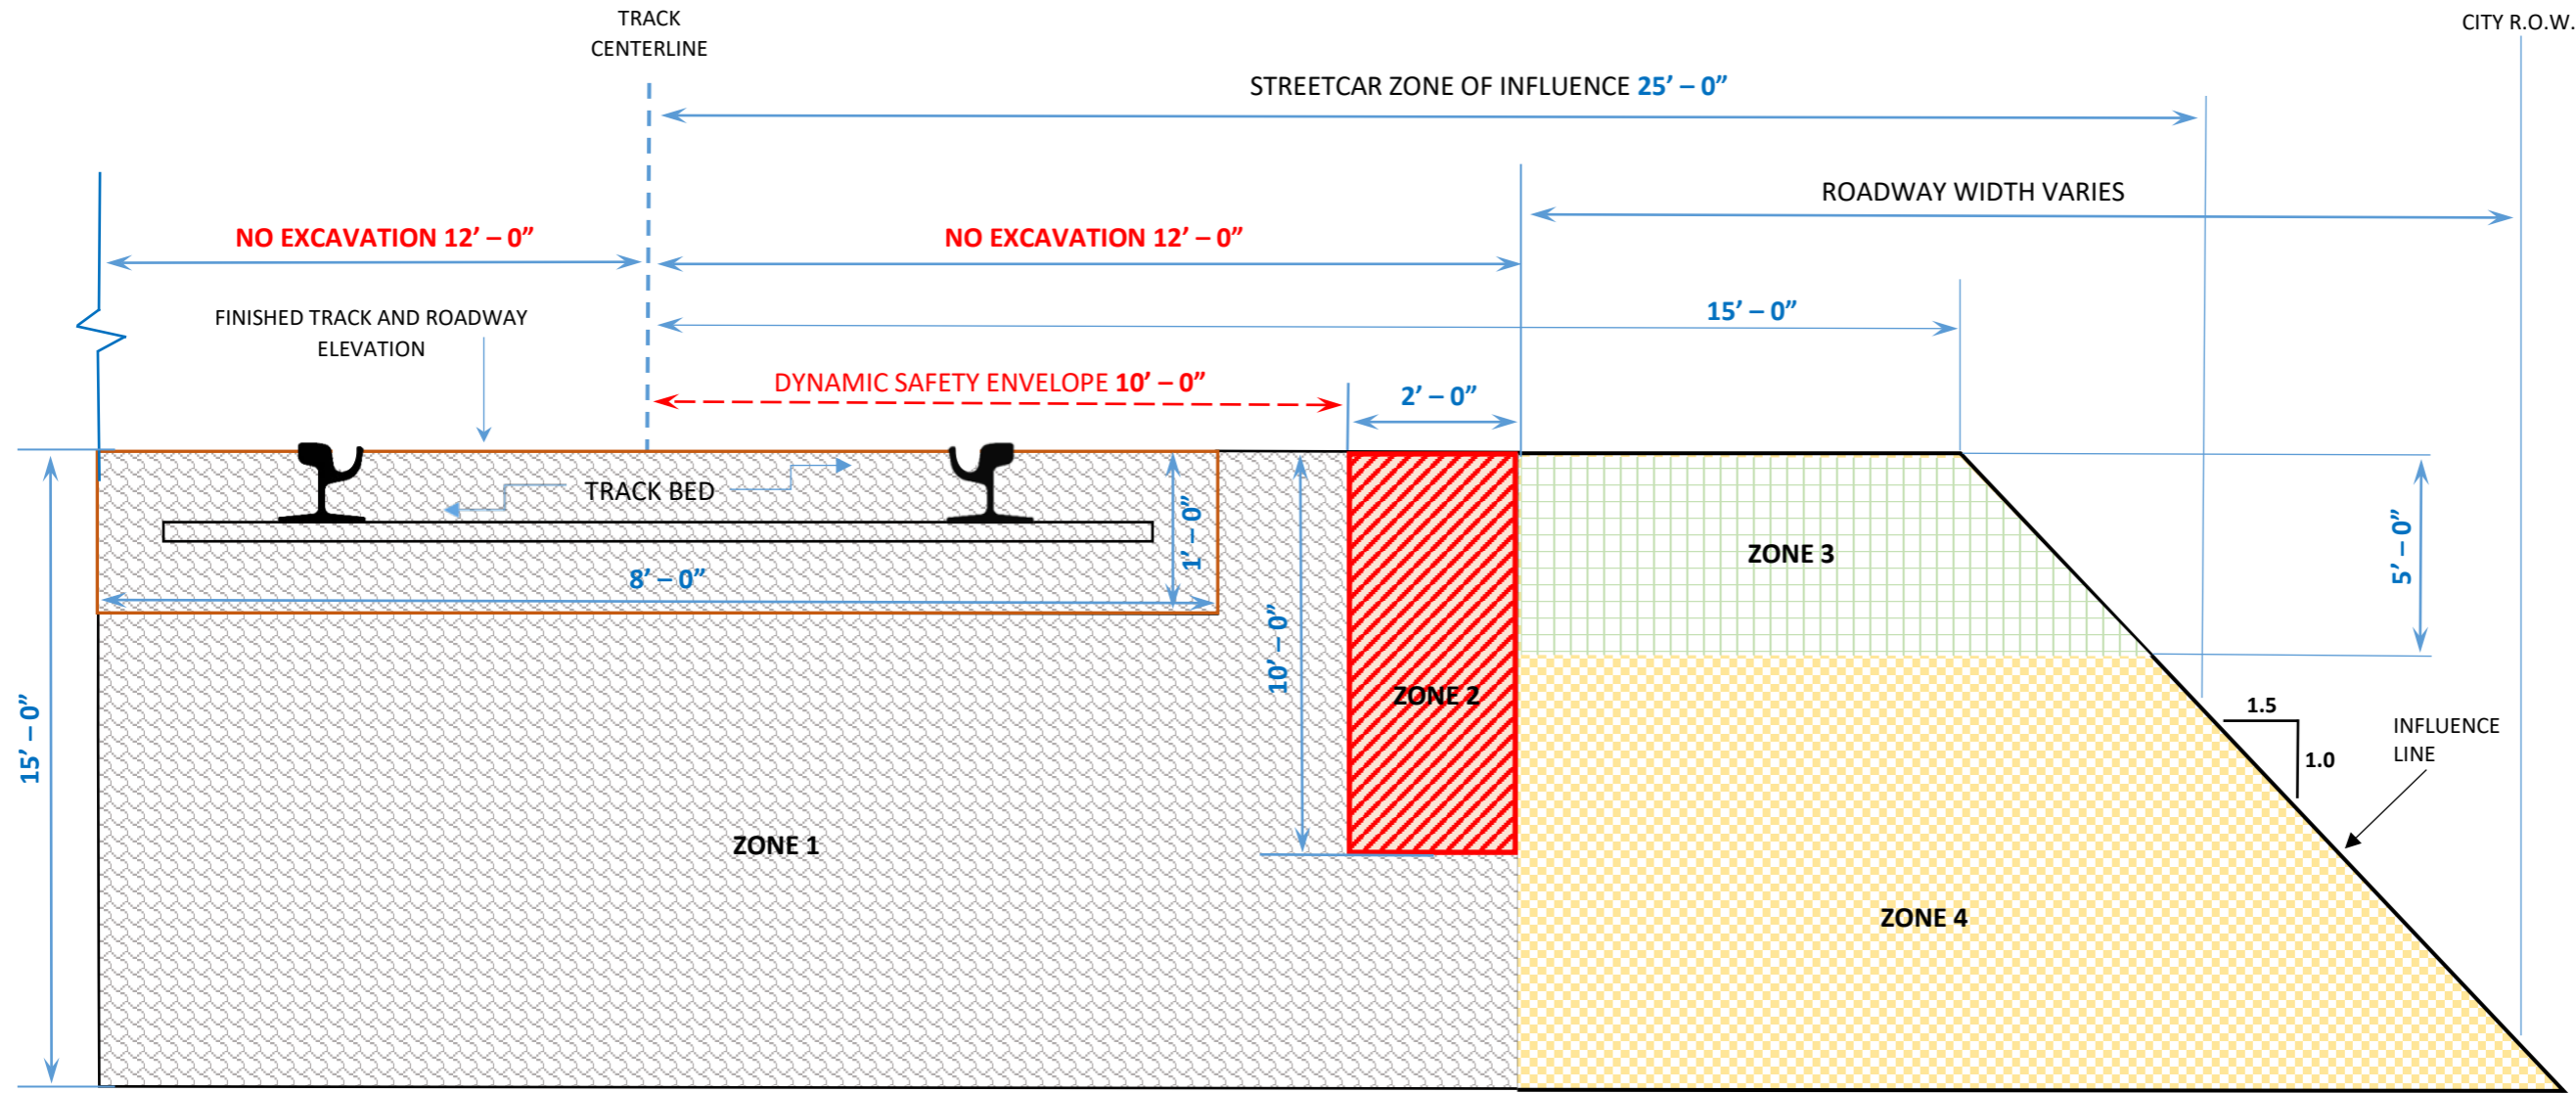 TRACK
CENTERLINE
CITY R.O.W.
STREETCAR ZONE OF INFLUENCE 25’ – 0”
ROADWAY WIDTH VARIES
NO EXCAVATION 12’ – 0”
NO EXCAVATION 12’ – 0”
15’ – 0”
FINISHED TRACK AND ROADWAY
ELEVATION
DYNAMIC SAFETY ENVELOPE 10’ – 0”
2’ – 0”
TRACK BED
1’ – 0”
8’ – 0”
10’ – 0”
5’ – 0”
ZONE 3
ZONE 2
15’ – 0”
1.5
1.0
INFLUENCE
LINE
ZONE 1
ZONE 4